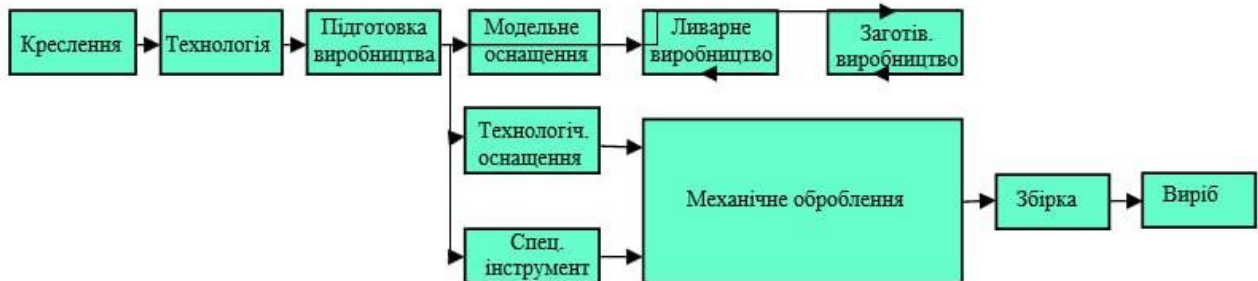 Креслення
Технологія
Підготовка
виробництва
Модельне
оснащення
Ливарне
виробництво
Заготів.
виробництво
Технологіч.
оснащення
Механічне оброблення
Збірка
Виріб
Спец.
інструмент